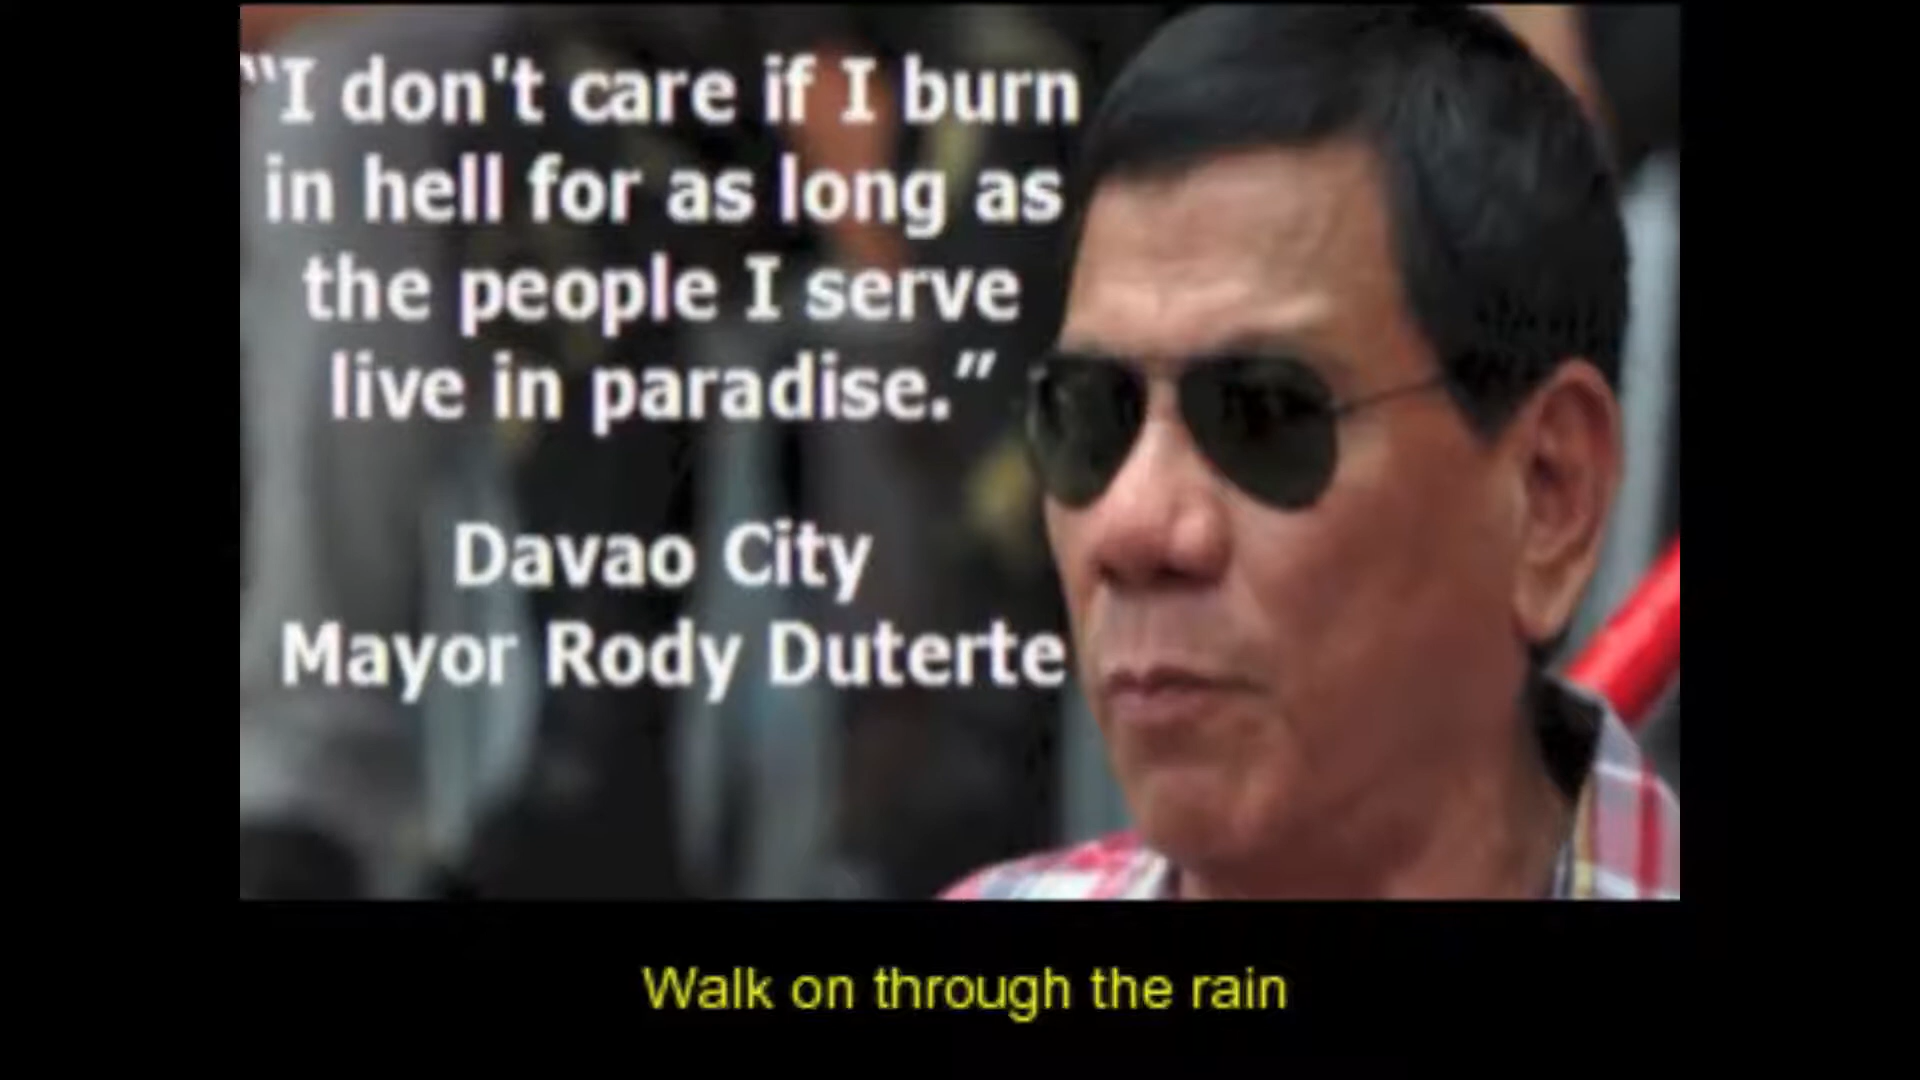 “I don't care if I burn
in hell for as long as
the people I serve
live in paradise.”
Davao City
Mayor Rody Duterte
Walk on through the rain